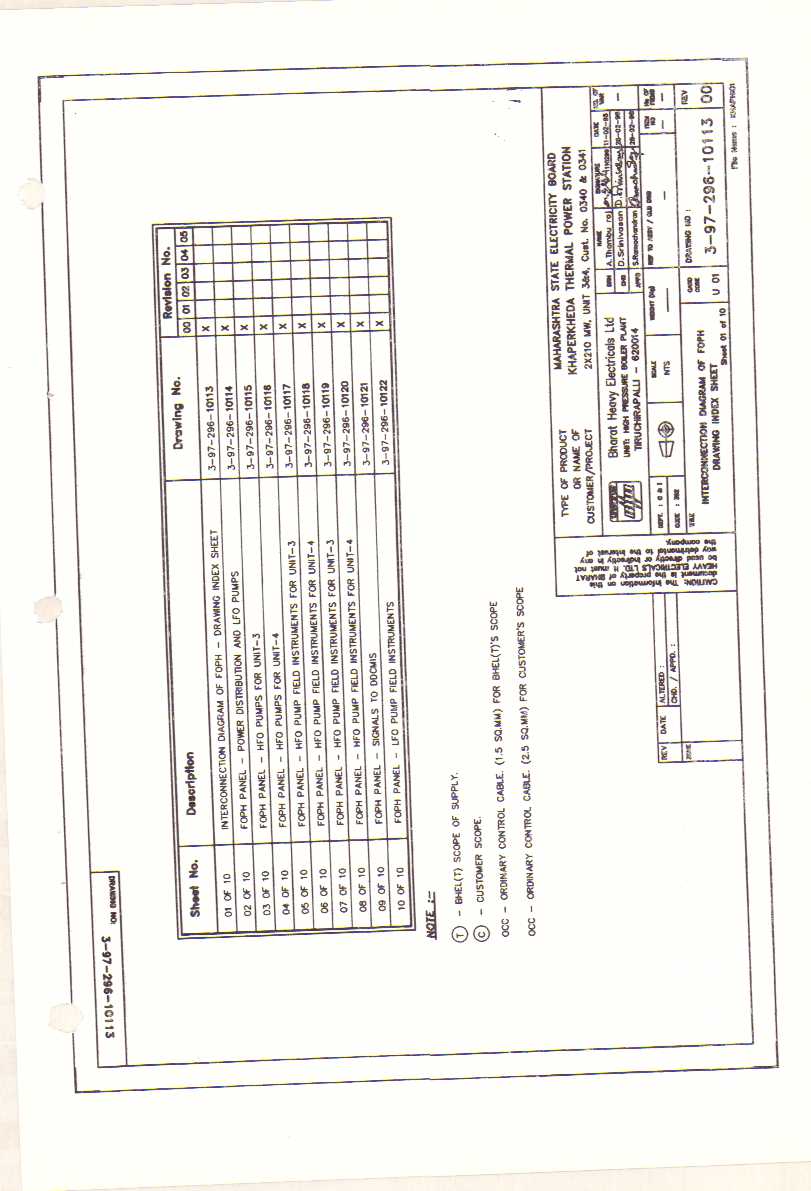 DRAWING NO:
3-97-296-10113
Sheet No. Description Drawing No. Revision No.
00 01 02 03 04 05
01 OF 10 INTERCONNECTION DIAGRAM OF FOPH - DRAWING INDEX SHEET 3-97-296-10113 X
02 OF 10 FOPH PANEL - POWER DISTRIBUTION AND LFO PUMPS 3-97-296-10114 X
03 OF 10 FOPH PANEL - HFO PUMPS FOR UNIT-3 3-97-296-10115 X
04 OF 10 FOPH PANEL - HFO PUMPS FOR UNIT-4 3-97-296-10116 X
05 OF 10 FOPH PANEL - HFO PUMP FIELD INSTRUMENTS FOR UNIT-3 3-97-296-10117 X
06 OF 10 FOPH PANEL - HFO PUMP FIELD INSTRUMENTS FOR UNIT-4 3-97-296-10118 X
07 OF 10 FOPH PANEL - HFO PUMP FIELD INSTRUMENTS FOR UNIT-3 3-97-296-10119 X
08 OF 10 FOPH PANEL - HFO PUMP FIELD INSTRUMENTS FOR UNIT-4 3-97-296-10120 X
09 OF 10 FOPH PANEL - SIGNALS TO DDCMIS 3-97-296-10121 X
10 OF 10 FOPH PANEL - LFO PUMP FIELD INSTRUMENTS 3-97-296-10122 X
NOTE :-
T - BHEL(T) SCOPE OF SUPPLY.
C - CUSTOMER SCOPE.
OCC - ORDINARY CONTROL CABLE. (1.5 SQ.MM) FOR BHEL(T)'S SCOPE
OCC - ORDINARY CONTROL CABLE. (2.5 SQ.MM) FOR CUSTOMER'S SCOPE
CAUTION: The information on this
document is the property of BHARAT
HEAVY ELECTRICALS LTD. It must not
be used directly or indirectly in any
way detrimental to the interest of
the company.
TYPE OF PRODUCT
OR NAME OF
CUSTOMER/PROJECT
MAHARASHTRA STATE ELECTRICITY BOARD
KHAPERKHEDA THERMAL POWER STATION
2X210 MW, UNIT 3&4, Cust. No. 0340 & 0341
Bharat Heavy Electricals Ltd
UNIT: HIGH PRESSURE BOILER PLANT
TIRUCHIRAPALLI - 620014
NAME SIGNATURE DATE NO. OF VAR
DRN A.Thambu raj 11-02-98 -
CHD D.Srinivasan 28-02-98
APPD S.Ramachandran 28-02-98
DEPT. : C & I
CODE : 
SCALE
NTS
WEIGHT (kg)
-
REF TO ASSY / OLD DRG
-
ITEM NO
-
No OF ITEMS
-
TITLE
INTERCONNECTION DIAGRAM OF FOPH
DRAWING INDEX SHEET
Sheet 01 of 10
CARD CODE
U 01
DRAWING NO :
3-97-296-10113
REV
00
REV DATE ALTERED :
CHD. / APPD. :
File Name :